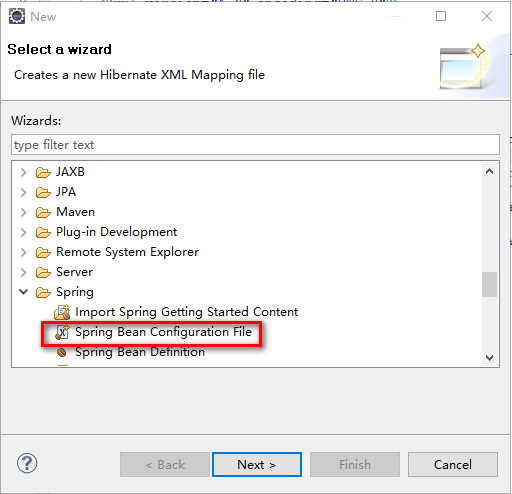 New
Select a wizard
Creates a new Hibernate XML Mapping file
Wizards:
type filter text
JAXB
JPA
Maven
Plug-in Development
Remote System Explorer
Server
Spring
Import Spring Getting Started Content
Spring Bean Configuration File
Spring Bean Definition
< Back
Next >
Finish
Cancel